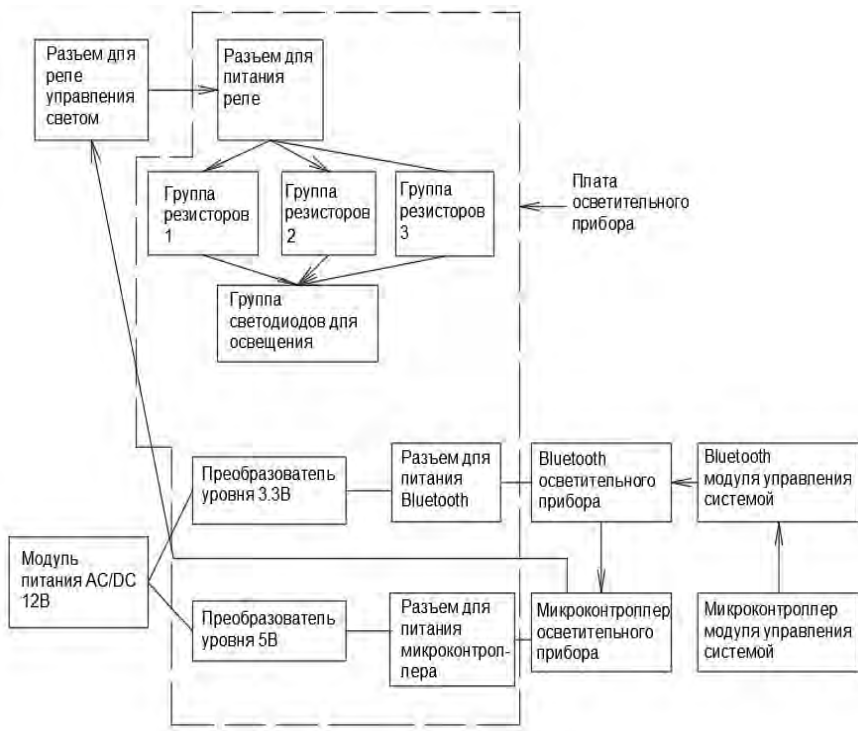 Разъем для
реле
управления
светом
Разъем для
питания
реле
Группа
резисторов
1
Группа
резисторов
2
Группа
резисторов
3
Плата
осветительного
прибора
Группа
светодиодов для
освещения
Преобразователь
уровня 3.3В
Разъем для
питания
Bluetooth
Bluetooth
осветительного
прибора
Bluetooth
модуля управления
системой
Модуль
питания AC/DC
12В
Преобразователь
уровня 5В
Разъем для
питания
микроконтрол-
лера
Микроконтроллер
осветительного
прибора
Микроконтроллер
модуля управления
системой